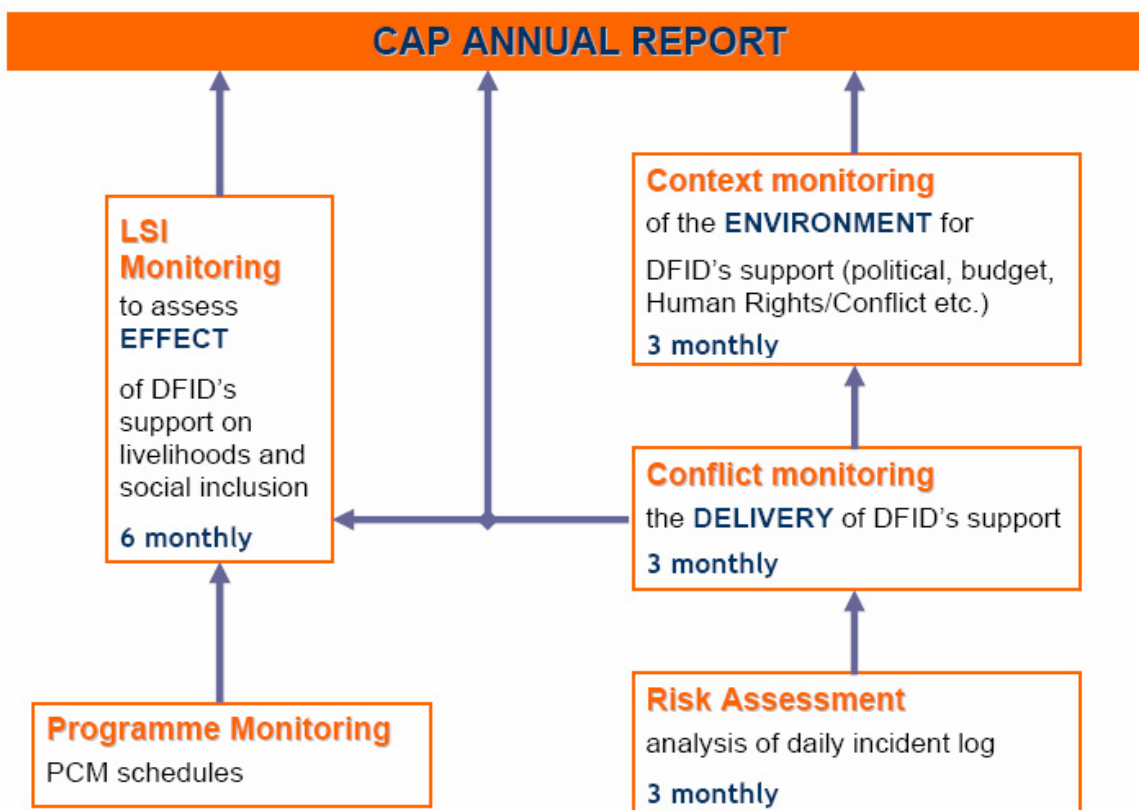 CAP ANNUAL REPORT
LSI
Monitoring
to assess
EFFECT
of DFID's
support on
livelihoods and
social inclusion
6 monthly
Context monitoring
of the ENVIRONMENT for
DFID's support (political, budget,
Human Rights/Conflict etc.)
3 monthly
Conflict monitoring
the DELIVERY of DFID's support
3 monthly
Programme Monitoring
PCM schedules
Risk Assessment
analysis of daily incident log
3 monthly